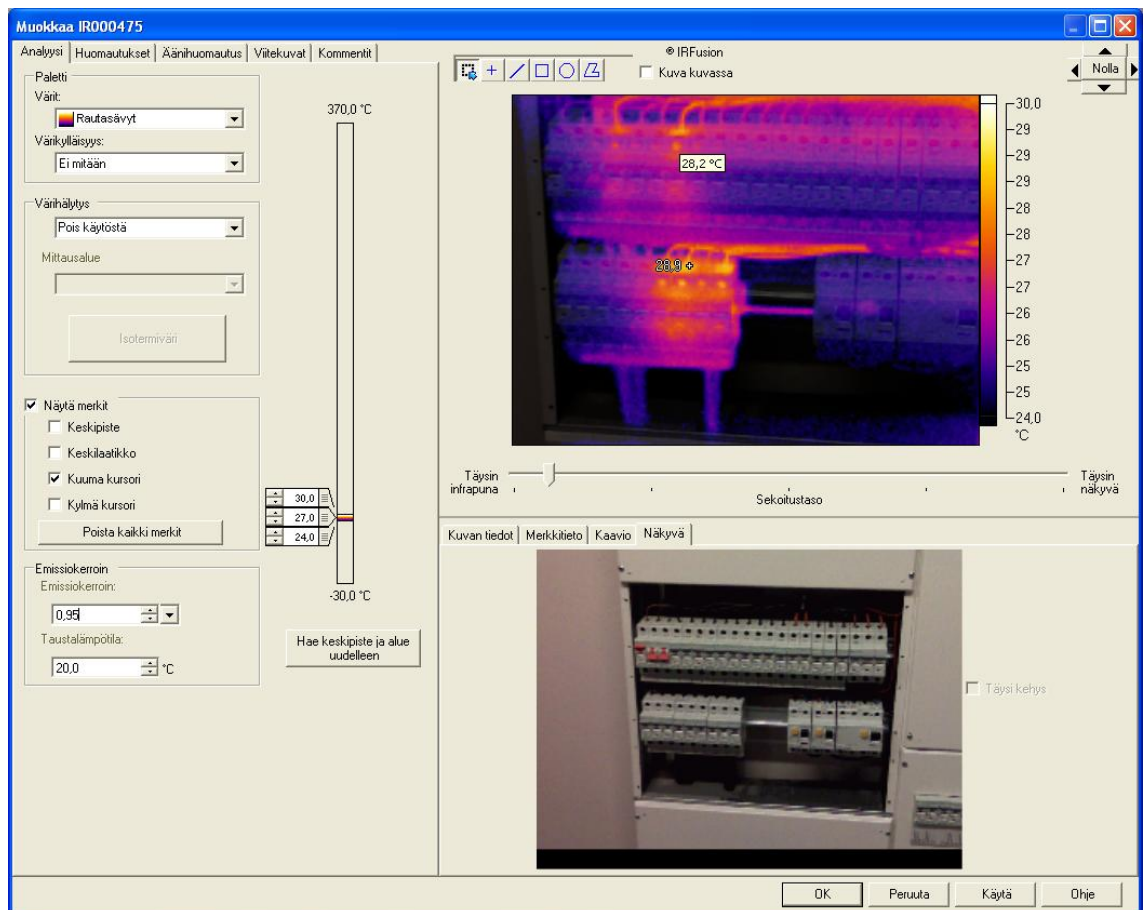 Muokkaa IR000475
Analyysi
Huomautukset
Äänihuomautus
Viitekuvat
Kommentit
Paletti
Värit:
Rautasävyt
Värikylläisyys:
Ei mitään
Värihälytys
Pois käytöstä
Mittausalue
Isotermiväri
Näytä merkit
Keskipiste
Keskilaatikko
Kuuma kursori
Kylmä kursori
Poista kaikki merkit
Emissiokerroin
Emissiokerroin:
0,95
Taustalämpötila:
20,0 °C
370,0 °C
30,0
27,0
24,0
-30,0 °C
Hae keskipiste ja alue
uudelleen
® IRFusion
Kuva kuvassa
Nolla
28,2 °C
28,9
30,0
29
29
29
28
28
27
27
26
26
25
25
24,0
°C
Täysin
infrapuna
Sekoitustaso
Täysin
näkyvä
Kuvan tiedot
Merkkitieto
Kaavio
Näkyvä
Täysi kehys
OK
Peruuta
Käytä
Ohje